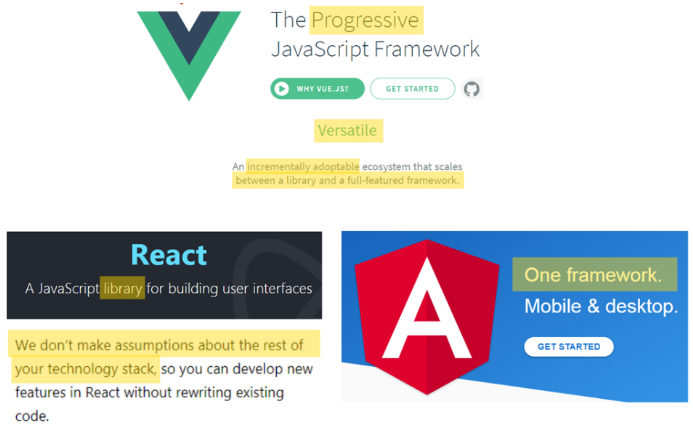 The Progressive
JavaScript Framework
WHY VUE.JS?
GET STARTED
Versatile
An incrementally adoptable ecosystem that scales
between a library and a full-featured framework.
React
A JavaScript library for building user interfaces
We don't make assumptions about the rest of
your technology stack, so you can develop new
features in React without rewriting existing
code.
A
One framework.
Mobile & desktop.
GET STARTED